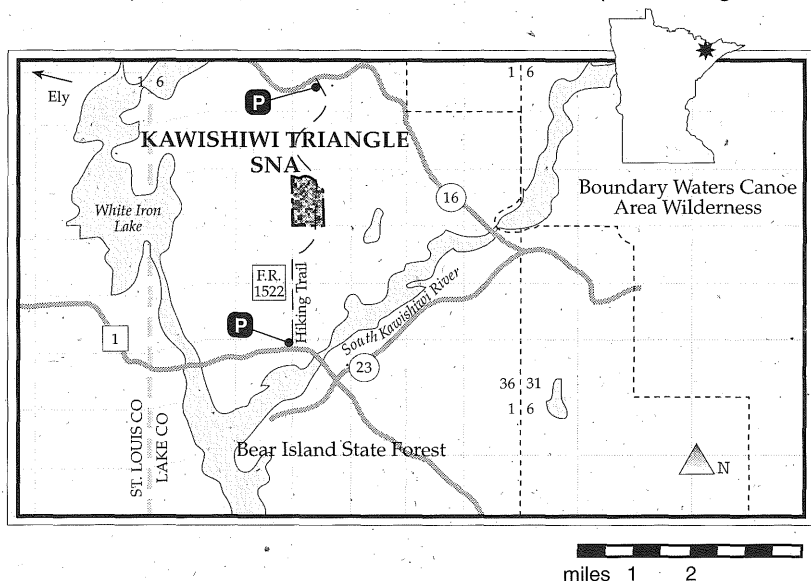 1 6
1 6
Ely
P
KAWISHIWI TRIANGLE
SNA
Boundary Waters Canoe
Area Wilderness
16
White Iron
Lake
F.R.
1522
Hiking Trail
P
South Kawishiwi River
1
23
36 31
1 6
ST. LOUIS CO
LAKE CO
Bear Island State Forest
N
miles 1 2